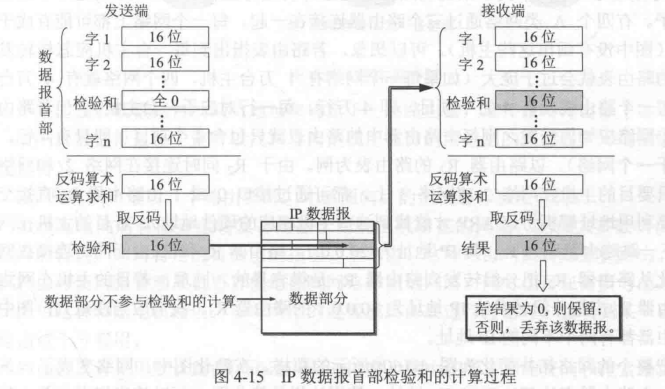 发送端
数据报首部
字 1 16 位
字 2 16 位
检验和 全 0
字 n 16 位
反码算术
运算求和 16 位
取反码
检验和 16 位
数据部分不参与检验和的计算
IP 数据报
数据部分
接收端
字 1 16 位
字 2 16 位
检验和 16 位
字 n 16 位
反码算术
运算求和 16 位
取反码
结果 16 位
若结果为 0, 则保留;
否则，丢弃该数据报。
图 4-15 IP 数据报首部检验和的计算过程